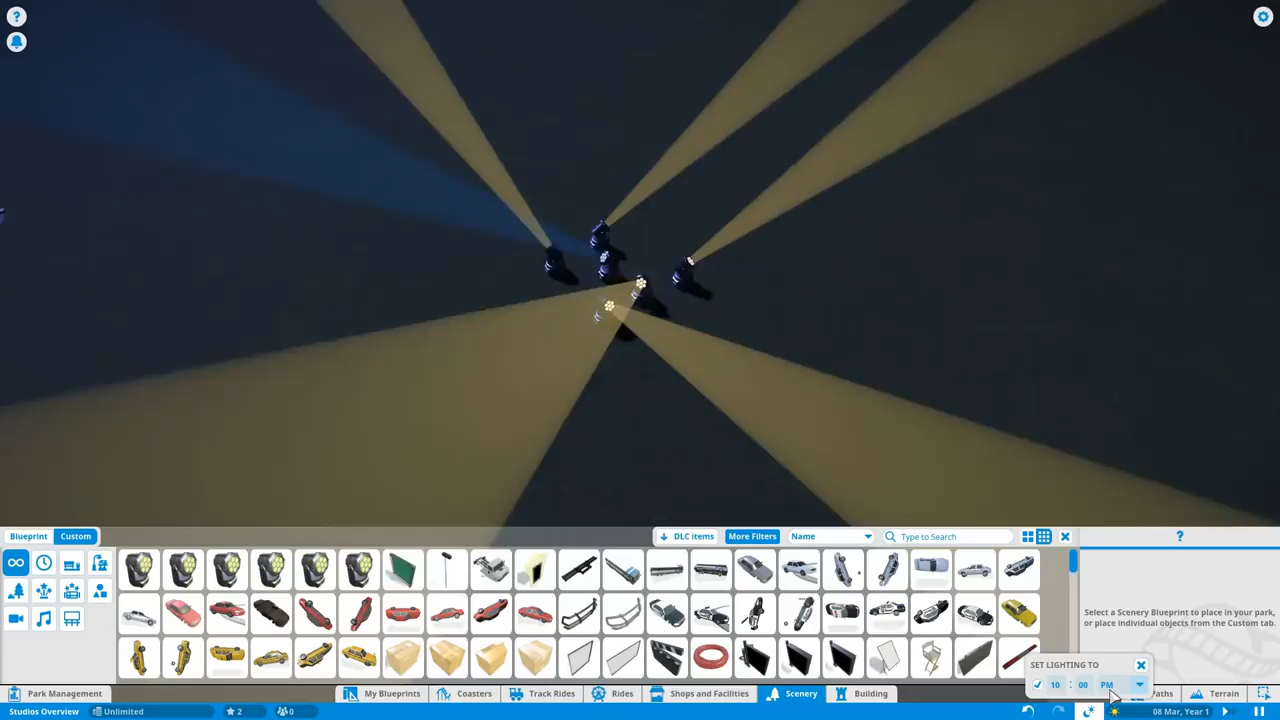 ?
Blueprint
Custom
DLC items
More Filters
Name
Type to Search
?
Select a Scenery Blueprint to place in your park,
or place individual objects from the Custom tab.
SET LIGHTING TO
10 : 00 PM
Park Management
My Blueprints
Coasters
Track Rides
Rides
Shops and Facilities
Scenery
Building
Paths
Terrain
Studios Overview
Unlimited
2
0
08 Mar, Year 1